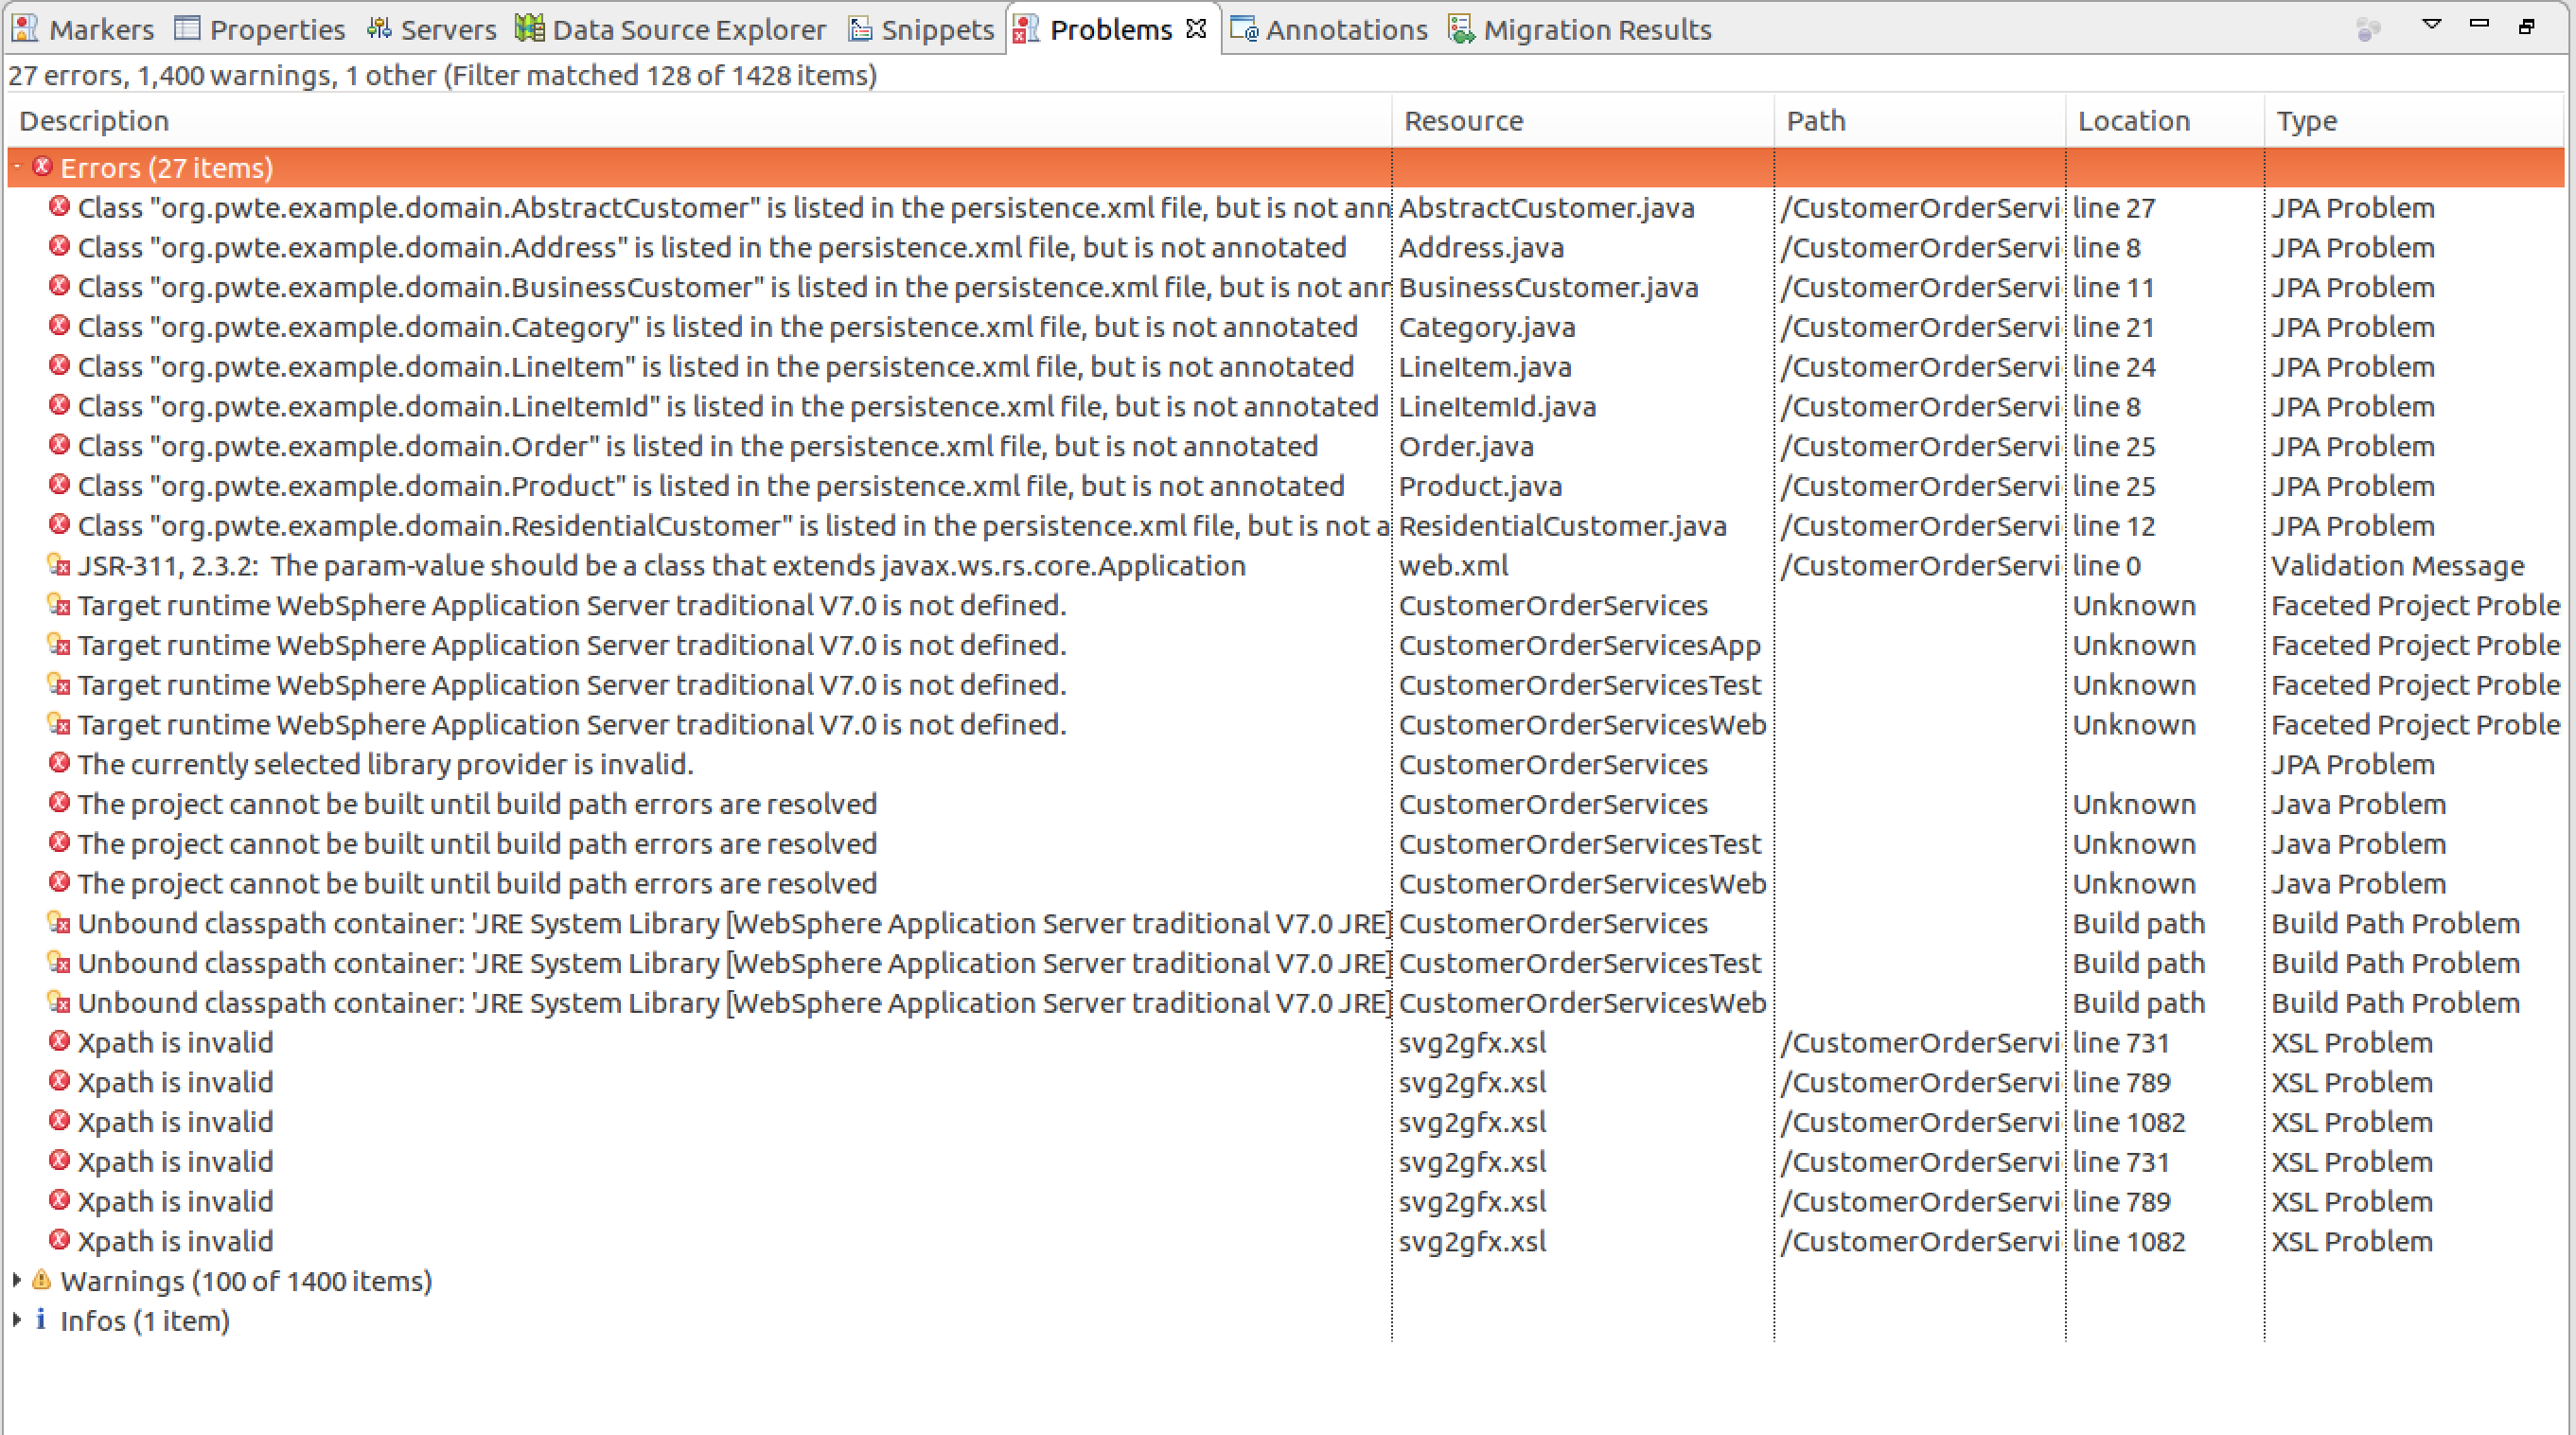 Markers Properties Servers Data Source Explorer Snippets Problems Annotations Migration Results
27 errors, 1,400 warnings, 1 other (Filter matched 128 of 1428 items)
Description Resource Path Location Type
Errors (27 items)
Class "org.pwte.example.domain.AbstractCustomer" is listed in the persistence.xml file, but is not ann AbstractCustomer.java /CustomerOrderServi line 27 JPA Problem
Class "org.pwte.example.domain.Address" is listed in the persistence.xml file, but is not annotated Address.java /CustomerOrderServi line 8 JPA Problem
Class "org.pwte.example.domain.BusinessCustomer" is listed in the persistence.xml file, but is not anr BusinessCustomer.java /CustomerOrderServi line 11 JPA Problem
Class "org.pwte.example.domain.Category" is listed in the persistence.xml file, but is not annotated Category.java /CustomerOrderServi line 21 JPA Problem
Class "org.pwte.example.domain.LineItem" is listed in the persistence.xml file, but is not annotated LineItem.java /CustomerOrderServi line 24 JPA Problem
Class "org.pwte.example.domain.LineItemId" is listed in the persistence.xml file, but is not annotated LineItemId.java /CustomerOrderServi line 8 JPA Problem
Class "org.pwte.example.domain.Order" is listed in the persistence.xml file, but is not annotated Order.java /CustomerOrderServi line 25 JPA Problem
Class "org.pwte.example.domain.Product" is listed in the persistence.xml file, but is not annotated Product.java /CustomerOrderServi line 25 JPA Problem
Class "org.pwte.example.domain.ResidentialCustomer" is listed in the persistence.xml file, but is not a ResidentialCustomer.java /CustomerOrderServi line 12 JPA Problem
JSR-311, 2.3.2: The param-value should be a class that extends javax.ws.rs.core.Application web.xml /CustomerOrderServi line 0 Validation Message
Target runtime WebSphere Application Server traditional V7.0 is not defined. CustomerOrderServices Unknown Faceted Project Proble
Target runtime WebSphere Application Server traditional V7.0 is not defined. CustomerOrderServicesApp Unknown Faceted Project Proble
Target runtime WebSphere Application Server traditional V7.0 is not defined. CustomerOrderServicesTest Unknown Faceted Project Proble
Target runtime WebSphere Application Server traditional V7.0 is not defined. CustomerOrderServicesWeb Unknown Faceted Project Proble
The currently selected library provider is invalid. CustomerOrderServices JPA Problem
The project cannot be built until build path errors are resolved CustomerOrderServices Unknown Java Problem
The project cannot be built until build path errors are resolved CustomerOrderServicesTest Unknown Java Problem
The project cannot be built until build path errors are resolved CustomerOrderServicesWeb Unknown Java Problem
Unbound classpath container: 'JRE System Library [WebSphere Application Server traditional V7.0 JRE] CustomerOrderServices Build path Build Path Problem
Unbound classpath container: 'JRE System Library [WebSphere Application Server traditional V7.0 JRE] CustomerOrderServicesTest Build path Build Path Problem
Unbound classpath container: 'JRE System Library [WebSphere Application Server traditional V7.0 JRE] CustomerOrderServicesWeb Build path Build Path Problem
Xpath is invalid svg2gfx.xsl /CustomerOrderServi line 731 XSL Problem
Xpath is invalid svg2gfx.xsl /CustomerOrderServi line 789 XSL Problem
Xpath is invalid svg2gfx.xsl /CustomerOrderServi line 1082 XSL Problem
Xpath is invalid svg2gfx.xsl /CustomerOrderServi line 731 XSL Problem
Xpath is invalid svg2gfx.xsl /CustomerOrderServi line 789 XSL Problem
Xpath is invalid svg2gfx.xsl /CustomerOrderServi line 1082 XSL Problem
Warnings (100 of 1400 items)
Infos (1 item)